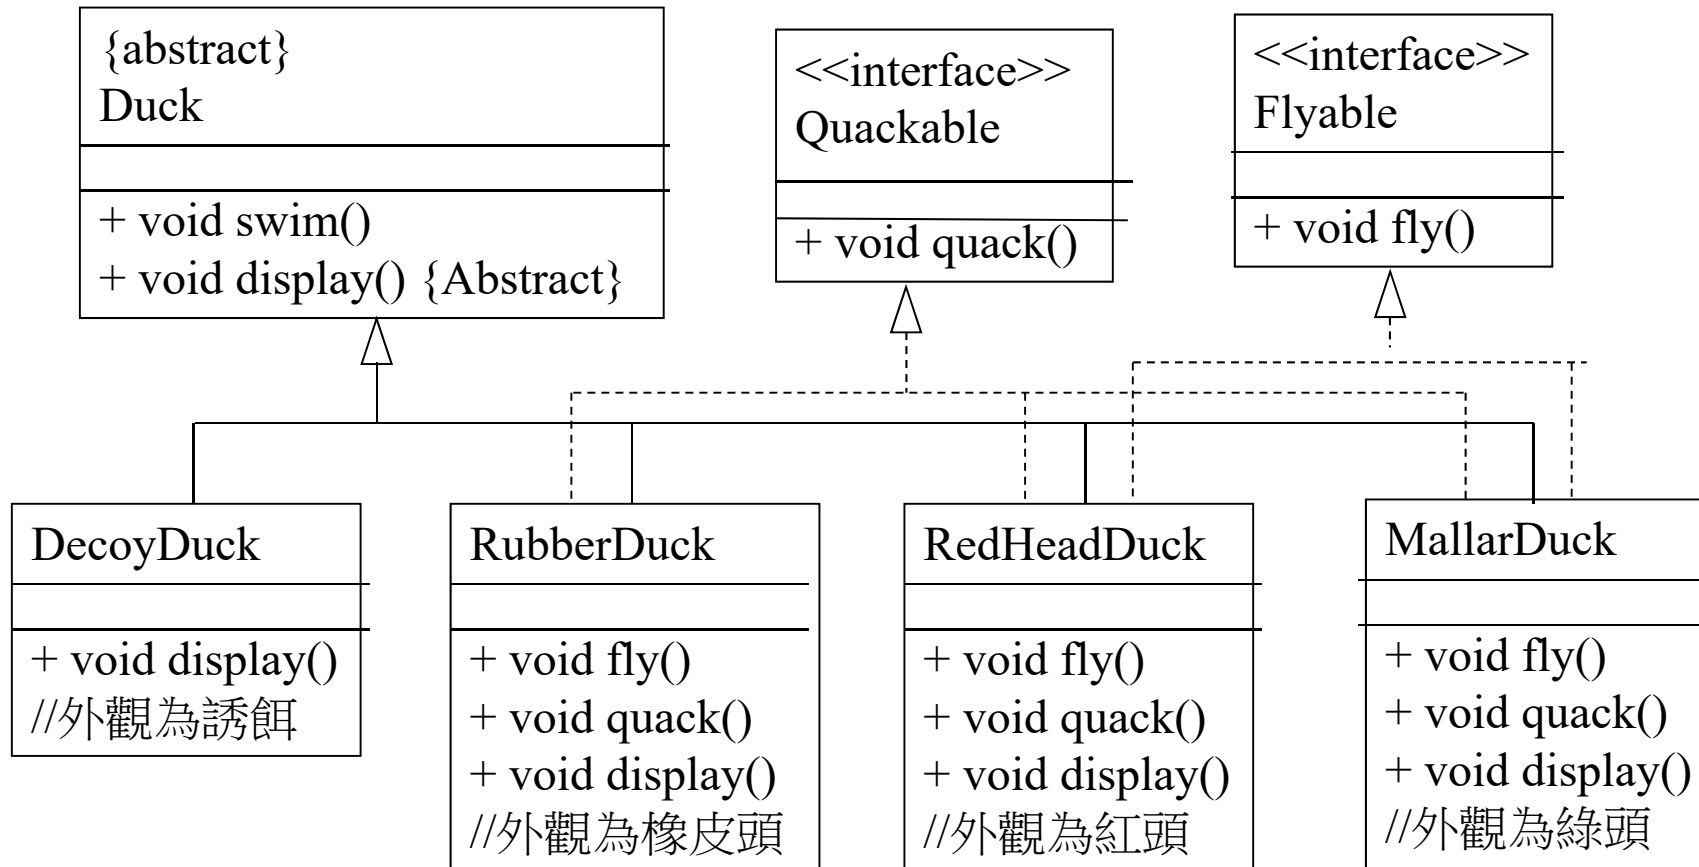 {abstract}
Duck
+ void swim()
+ void display() {Abstract}
<<interface>>
Quackable
+ void quack()
<<interface>>
Flyable
+ void fly()
DecoyDuck
+ void display()
//外觀為誘餌
RubberDuck
+ void fly()
+ void quack()
+ void display()
//外觀為橡皮頭
RedHeadDuck
+ void fly()
+ void quack()
+ void display()
//外觀為紅頭
MallarDuck
+ void fly()
+ void quack()
+ void display()
//外觀為綠頭